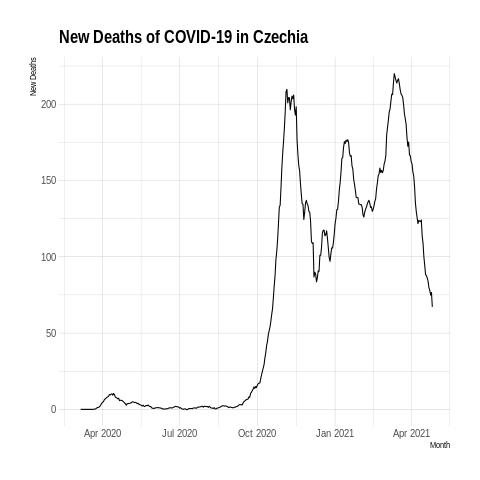 New Deaths of COVID-19 in Czechia
New Deaths
200
150
100
50
0
Apr 2020 Jul 2020 Oct 2020 Jan 2021 Apr 2021
Month